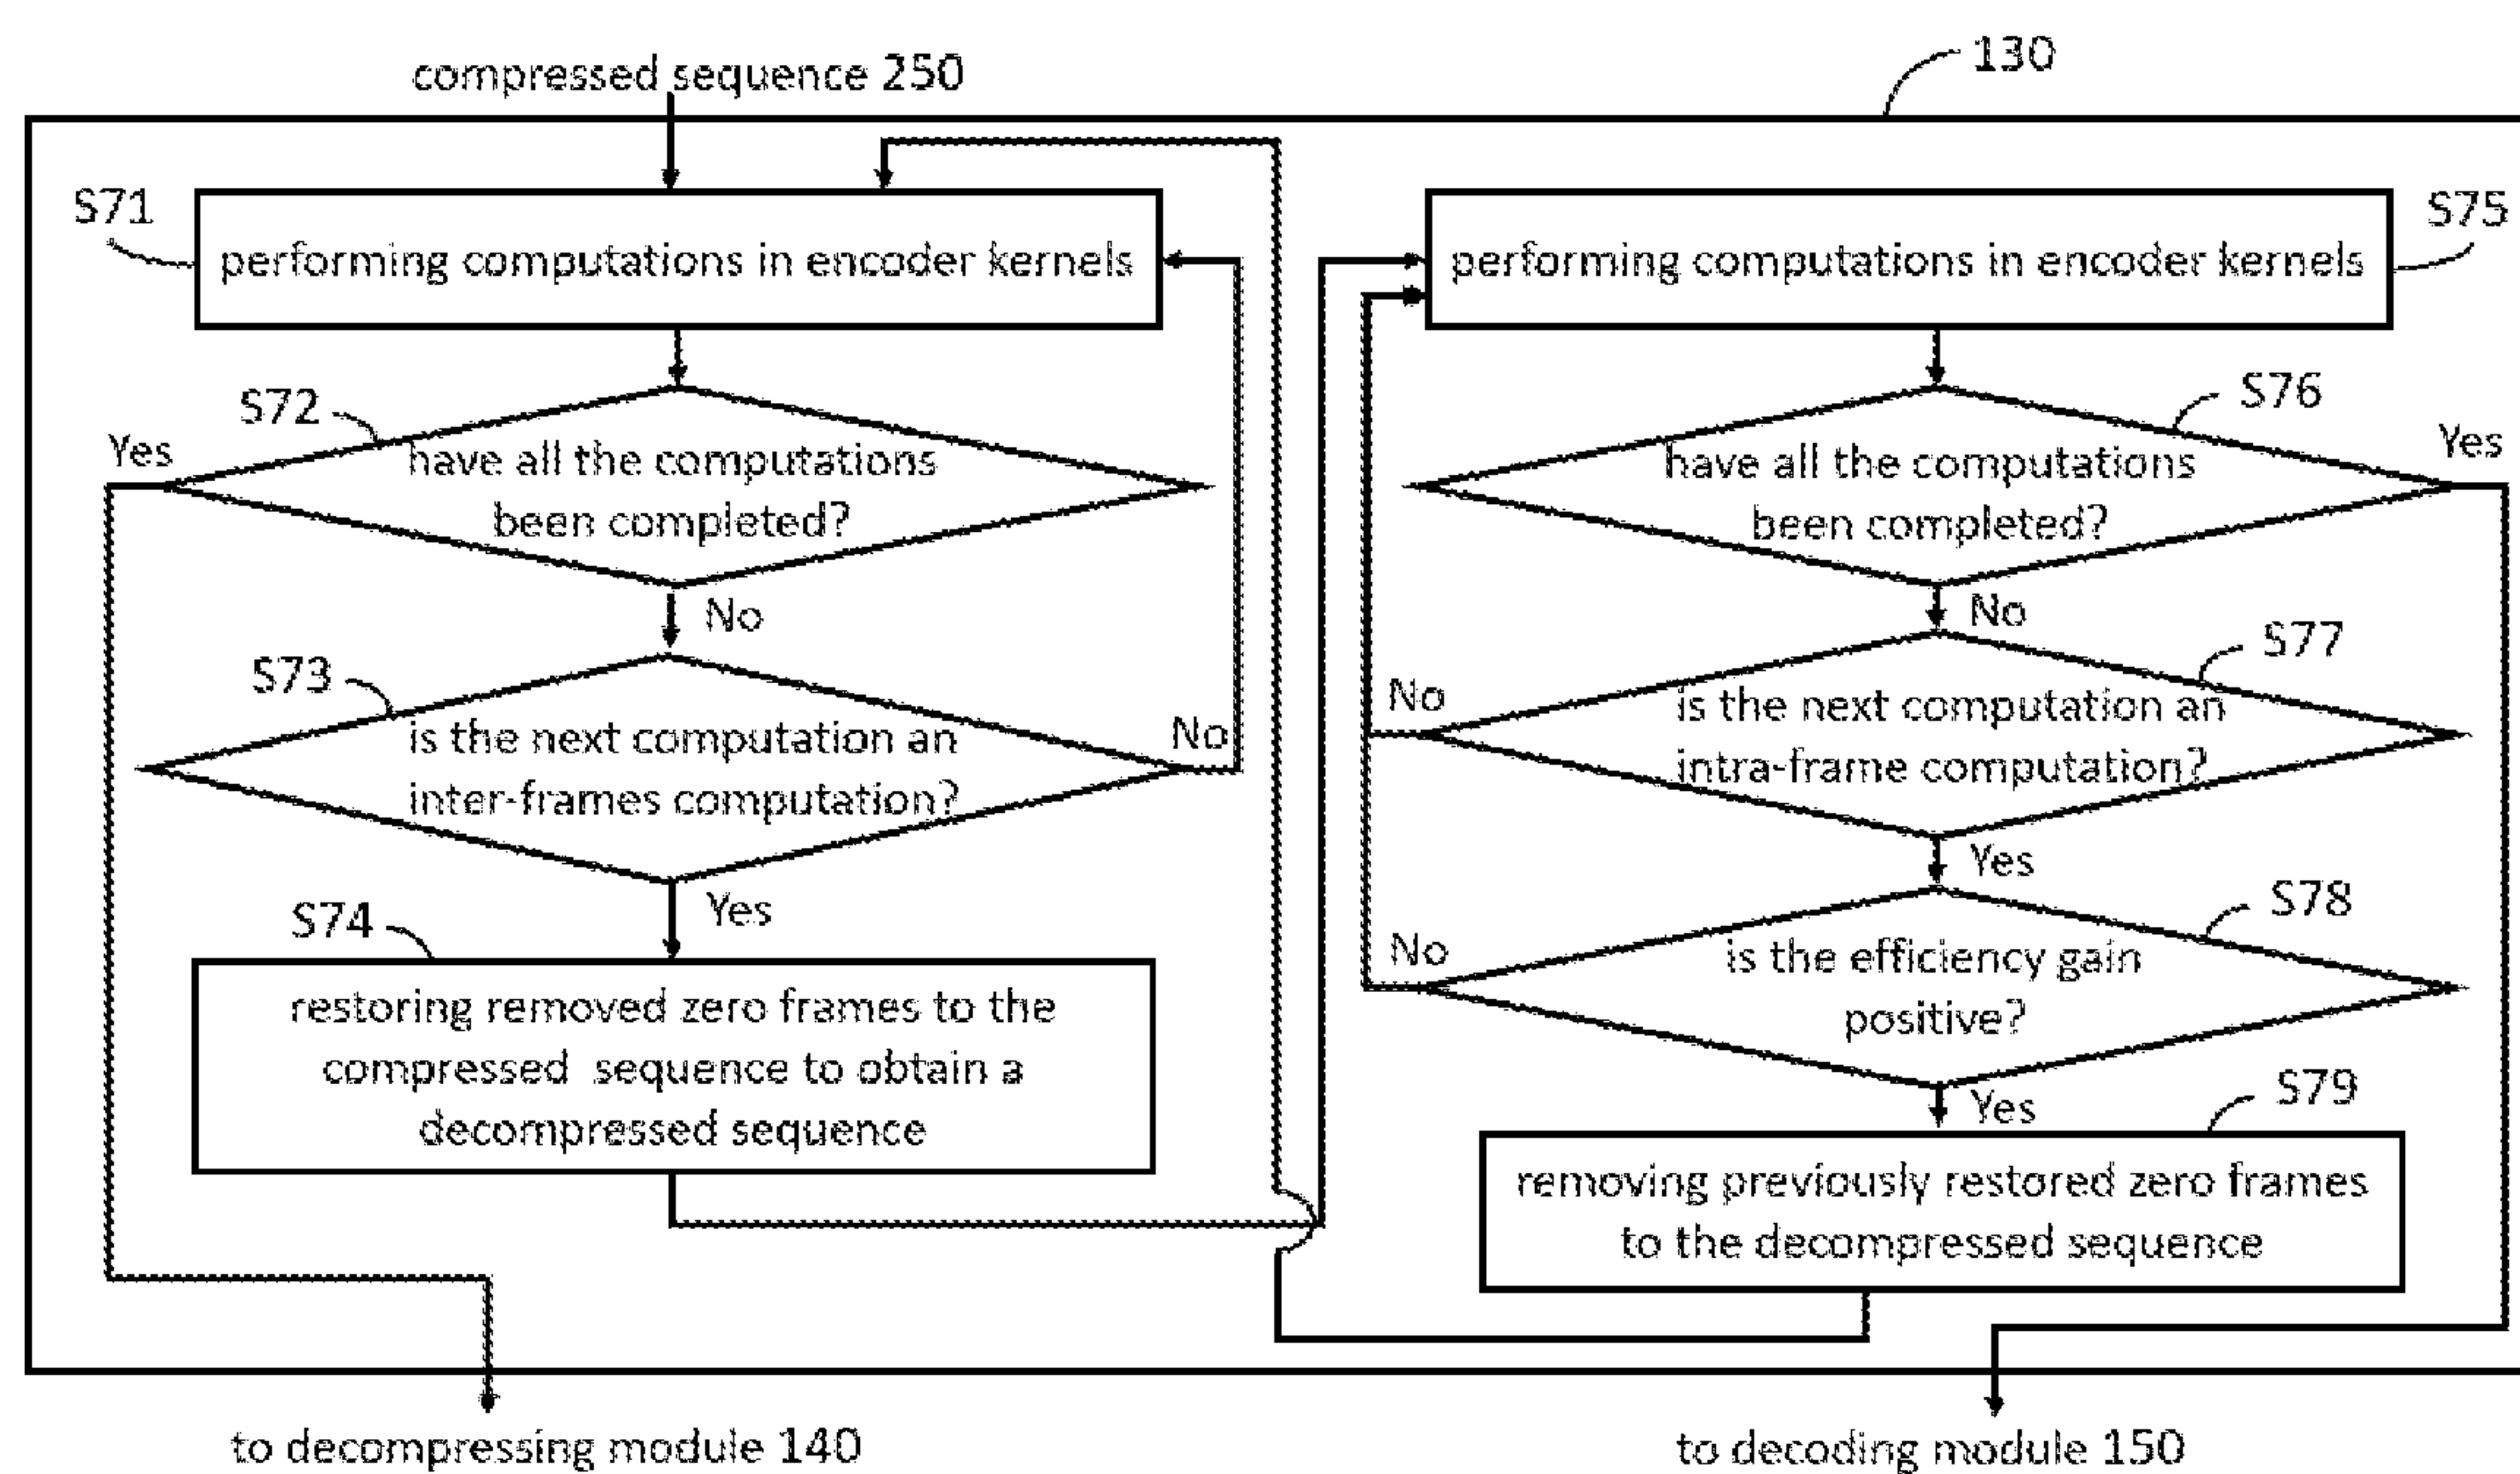 compressed sequence 250
130
S71
performing computations in encoder kernels
S72
Yes
have all the computations
been completed?
No
S73
is the next computation an
inter-frames computation?
No
Yes
S74
restoring removed zero frames to the
compressed sequence to obtain a
decompressed sequence
to decompressing module 140
S75
performing computations in encoder kernels
S76
Yes
have all the computations
been completed?
No
S77
No
is the next computation an
intra-frame computation?
Yes
S78
No
is the efficiency gain
positive?
Yes
S79
removing previously restored zero frames
to the decompressed sequence
to decoding module 150